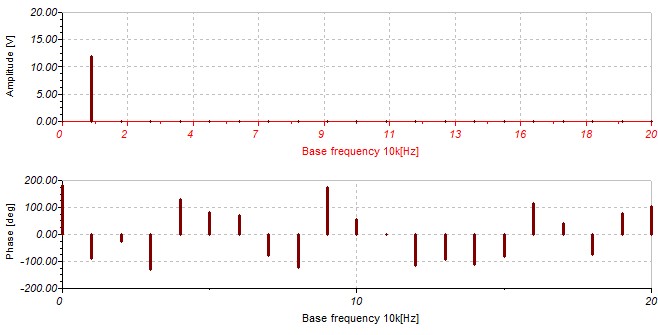 20.00
15.00
10.00
5.00
0.00
Amplitude [V]
0 2 4 7 9 11 13 16 18 20
Base frequency 10k[Hz]
200.00
100.00
0.00
-100.00
-200.00
Phase [deg]
0 10 20
Base frequency 10k[Hz]